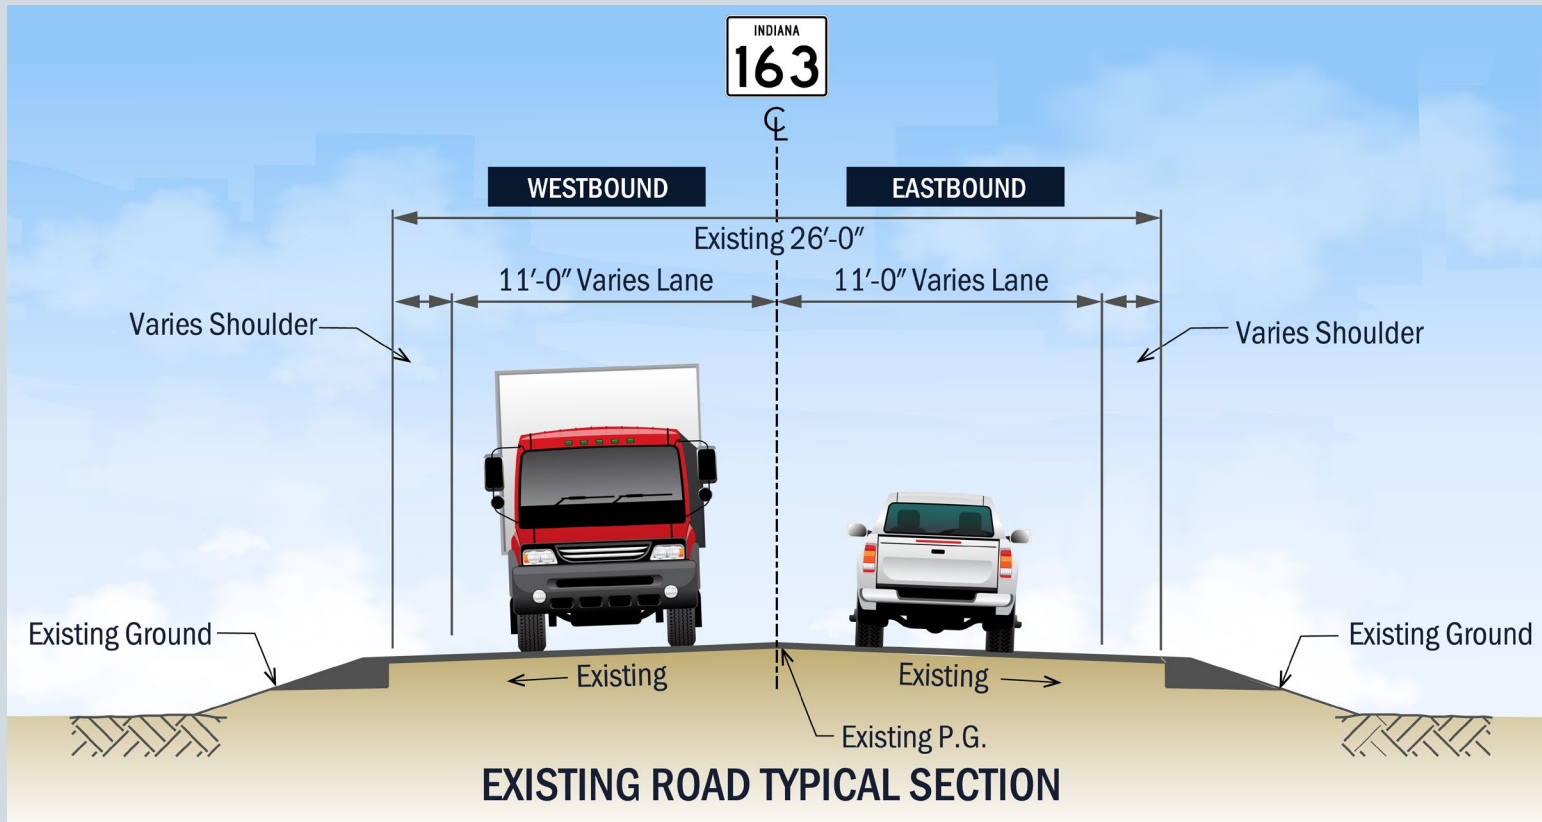 INDIANA
163
℄
WESTBOUND
EASTBOUND
Existing 26′-0″
11′-0″ Varies Lane
11′-0″ Varies Lane
Varies Shoulder
Varies Shoulder
Existing Ground
Existing Ground
Existing
Existing
Existing P.G.
EXISTING ROAD TYPICAL SECTION